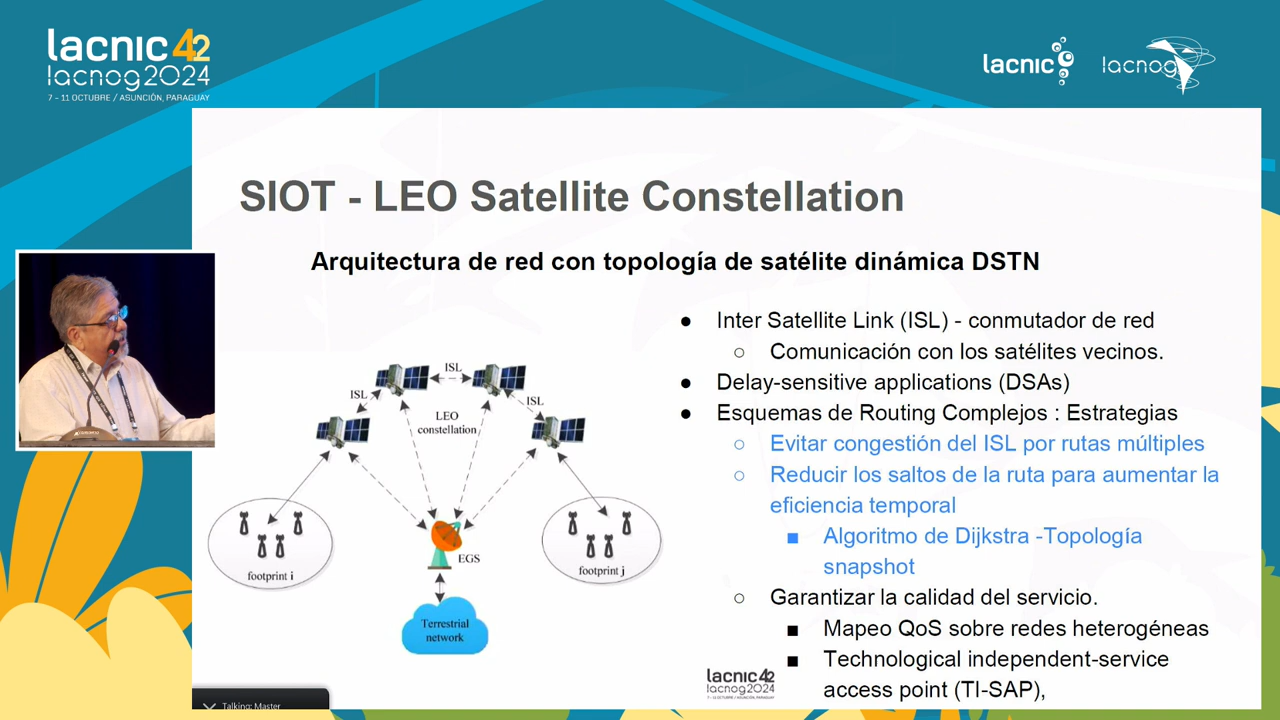 lacnic 42
lacnog2024
7 - 11 OCTUBRE / ASUNCIÓN, PARAGUAY
lacnic
lacnog
SIOT - LEO Satellite Constellation
Arquitectura de red con topología de satélite dinámica DSTN
ISL
ISL
ISL
LEO
constellation
EGS
footprint i
footprint j
Terrestrial
network
● Inter Satellite Link (ISL) - conmutador de red
○ Comunicación con los satélites vecinos.
● Delay-sensitive applications (DSAs)
● Esquemas de Routing Complejos : Estrategias
○ Evitar congestión del ISL por rutas múltiples
○ Reducir los saltos de la ruta para aumentar la
eficiencia temporal
■ Algoritmo de Dijkstra -Topología
snapshot
○ Garantizar la calidad del servicio.
■ Mapeo QoS sobre redes heterogéneas
■ Technological independent-service
access point (TI-SAP),
lacnic 42
lacnog2024
Talking: Master